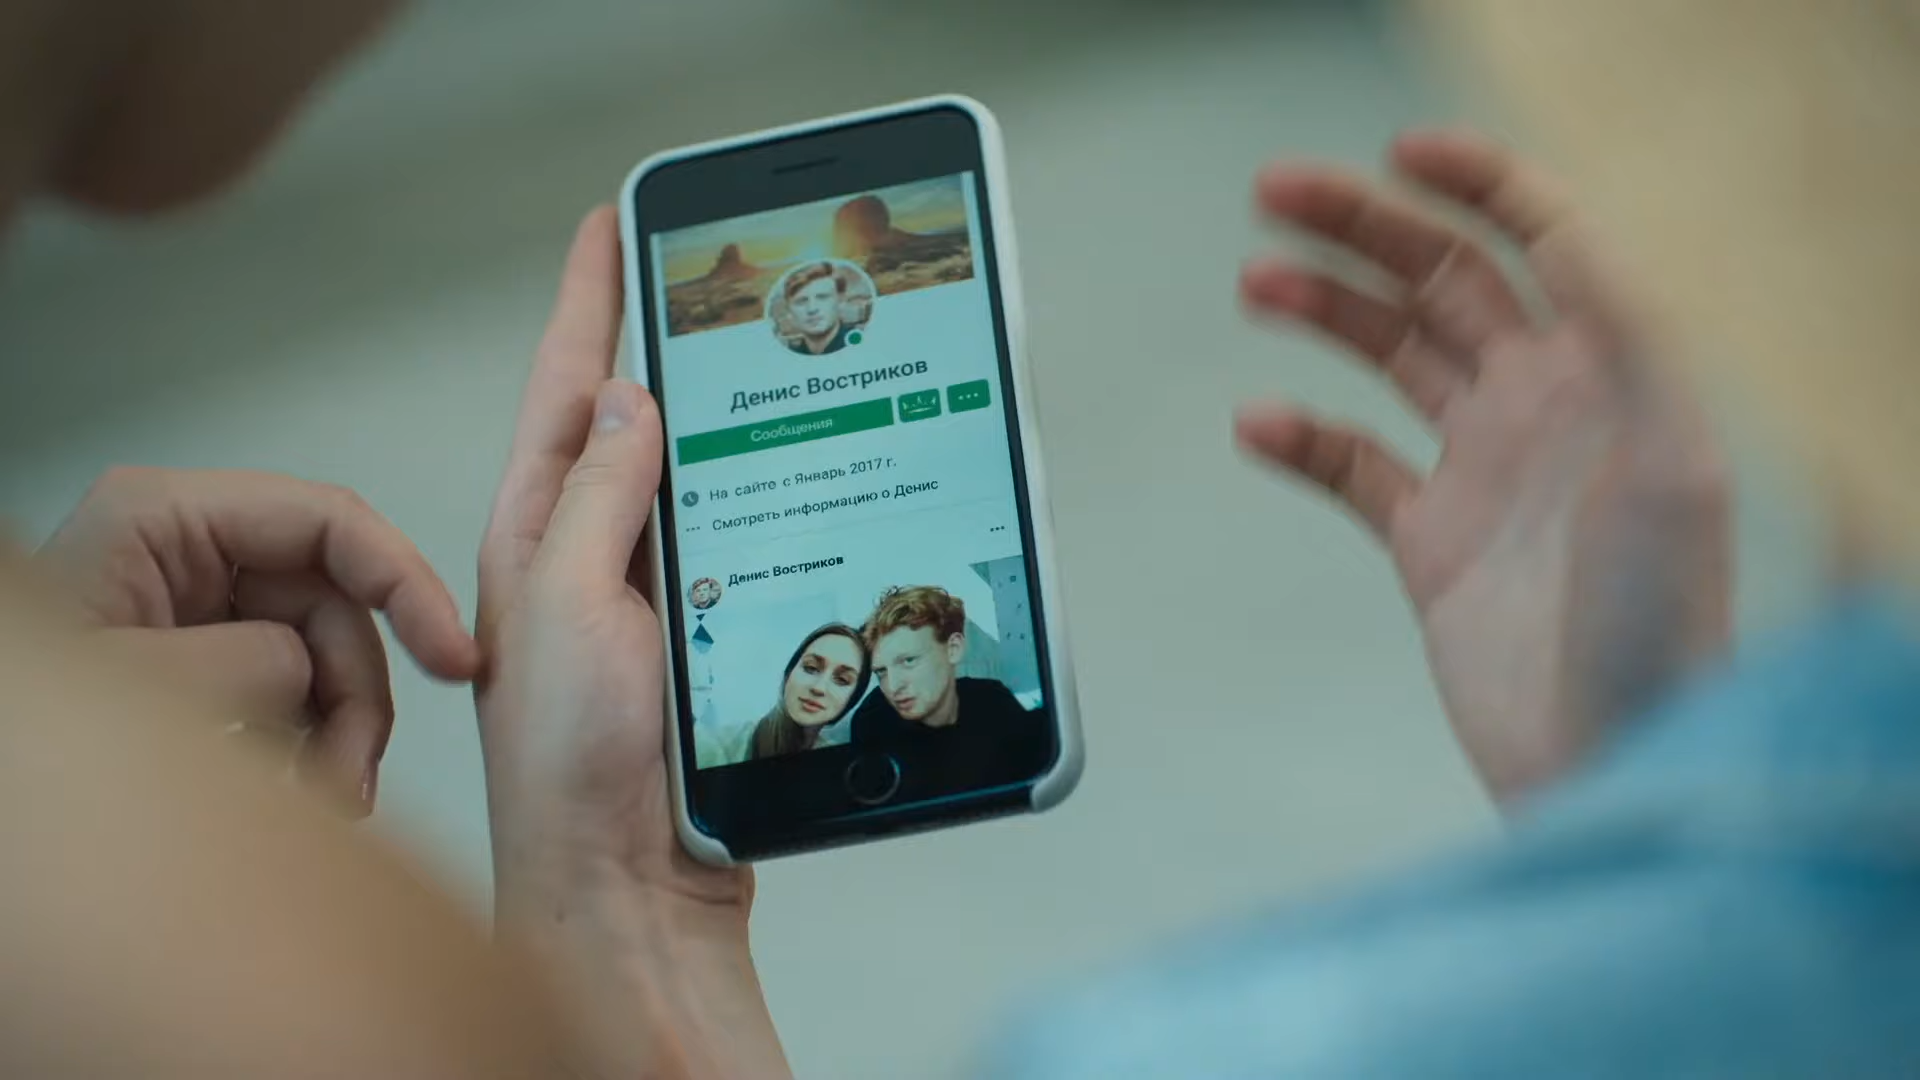 Денис Востриков
Сообщения
На сайте с Январь 2017 г.
Смотреть информацию о Денис
Денис Востриков